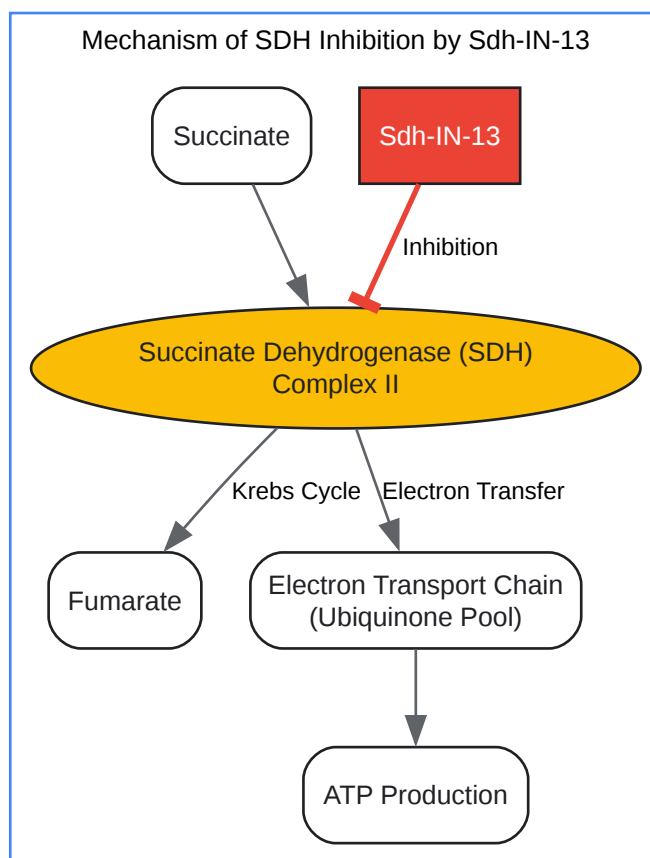 Mechanism of SDH Inhibition by Sdh-IN-13
Succinate
Sdh-IN-13
Inhibition
Succinate Dehydrogenase (SDH)
Complex II
Krebs Cycle
Electron Transfer
Fumarate
Electron Transport Chain
(Ubiquinone Pool)
ATP Production